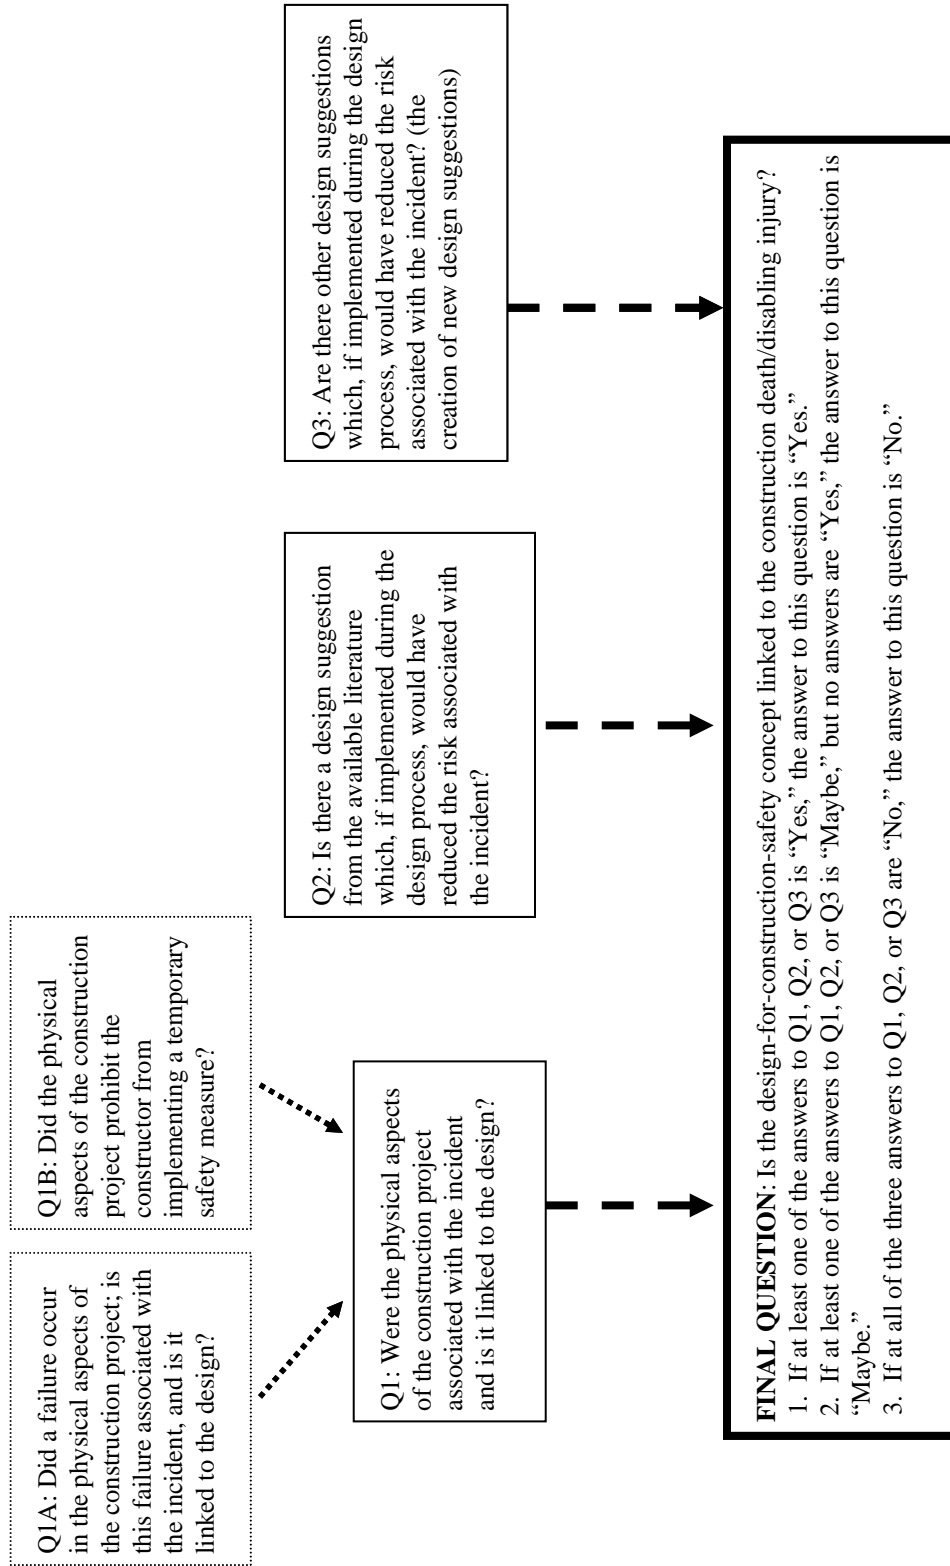 Q1A: Did a failure occur
in the physical aspects of
the construction project; is
this failure associated with
the incident, and is it
linked to the design?
Q1B: Did the physical
aspects of the construction
project prohibit the
constructor from
implementing a temporary
safety measure?
Q1: Were the physical aspects
of the construction project
associated with the incident
and is it linked to the design?
Q2: Is there a design suggestion
from the available literature
which, if implemented during the
design process, would have
reduced the risk associated with
the incident?
Q3: Are there other design suggestions
which, if implemented during the design
process, would have reduced the risk
associated with the incident? (the
creation of new design suggestions)
FINAL QUESTION: Is the design-for-construction-safety concept linked to the construction death/disabling injury?
1. If at least one of the answers to Q1, Q2, or Q3 is “Yes,” the answer to this question is “Yes.”
2. If at least one of the answers to Q1, Q2, or Q3 is “Maybe,” but no answers are “Yes,” the answer to this question is
“Maybe.”
3. If at all of the three answers to Q1, Q2, or Q3 are “No,” the answer to this question is “No.”